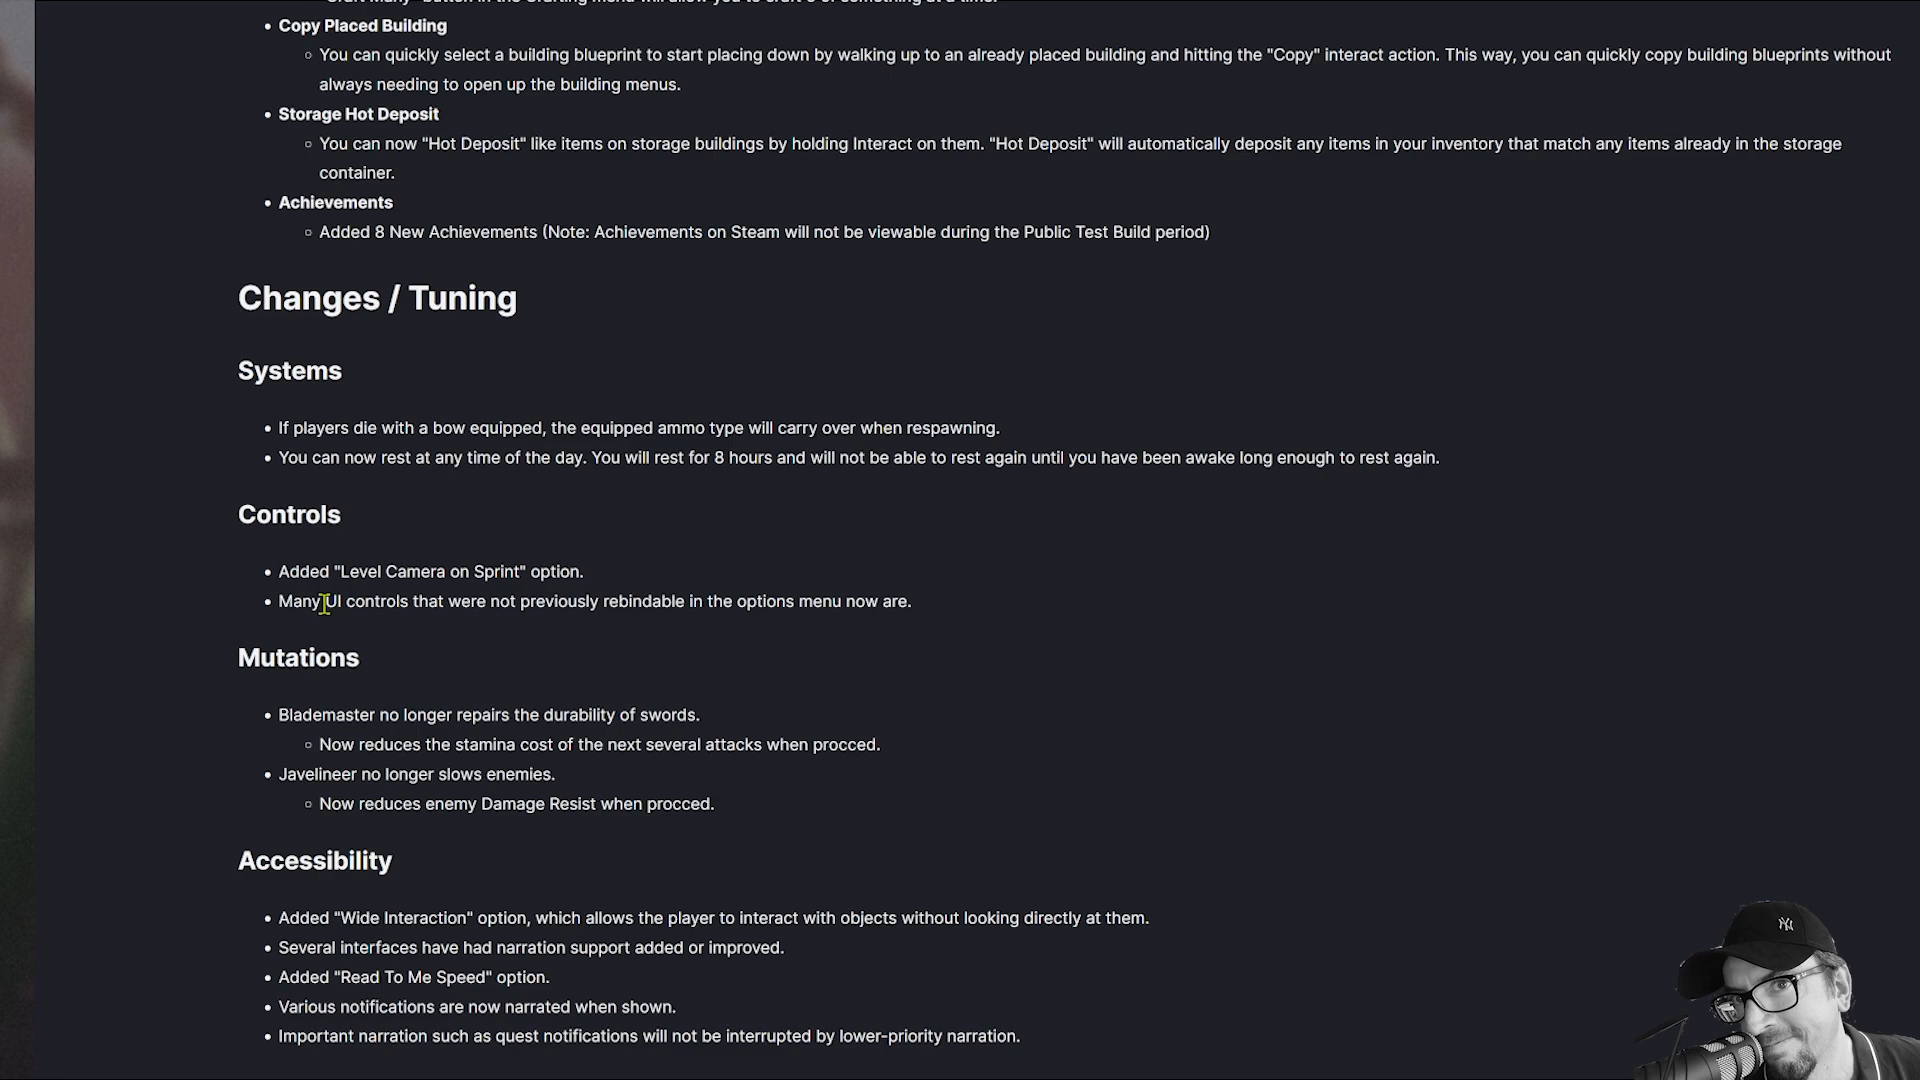 • Copy Placed Building
◦ You can quickly select a building blueprint to start placing down by walking up to an already placed building and hitting the "Copy" interact action. This way, you can quickly copy building blueprints without
always needing to open up the building menus.
• Storage Hot Deposit
◦ You can now "Hot Deposit" like items on storage buildings by holding Interact on them. "Hot Deposit" will automatically deposit any items in your inventory that match any items already in the storage
container.
• Achievements
◦ Added 8 New Achievements (Note: Achievements on Steam will not be viewable during the Public Test Build period)
Changes / Tuning
Systems
• If players die with a bow equipped, the equipped ammo type will carry over when respawning.
• You can now rest at any time of the day. You will rest for 8 hours and will not be able to rest again until you have been awake long enough to rest again.
Controls
• Added "Level Camera on Sprint" option.
• Many UI controls that were not previously rebindable in the options menu now are.
Mutations
• Blademaster no longer repairs the durability of swords.
◦ Now reduces the stamina cost of the next several attacks when procced.
• Javelineer no longer slows enemies.
◦ Now reduces enemy Damage Resist when procced.
Accessibility
• Added "Wide Interaction" option, which allows the player to interact with objects without looking directly at them.
• Several interfaces have had narration support added or improved.
• Added "Read To Me Speed" option.
• Various notifications are now narrated when shown.
• Important narration such as quest notifications will not be interrupted by lower-priority narration.
NY